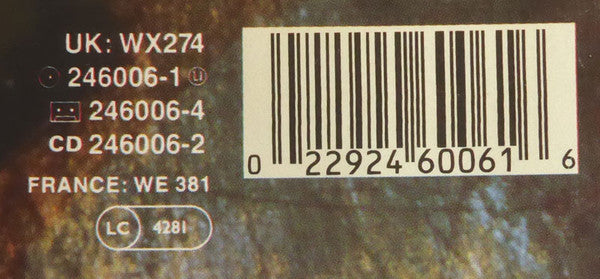 UK: WX274
246006-1 U
246006-4
CD 246006-2
FRANCE: WE 381
LC 4281
0 22924 60061 6